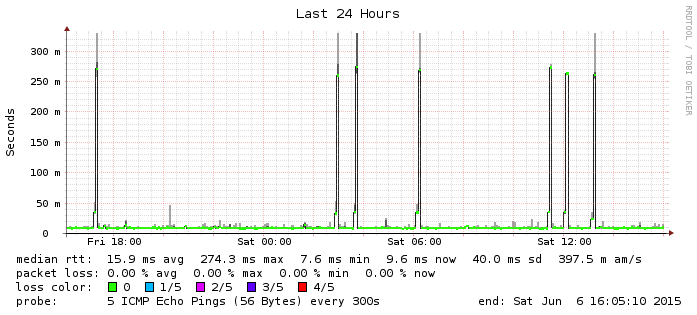 Last 24 Hours
RRDTOOL / TOBI OETIKER
Seconds
300 m
250 m
200 m
150 m
100 m
50 m
0
Fri 18:00 Sat 00:00 Sat 06:00 Sat 12:00
median rtt: 15.9 ms avg 274.3 ms max 7.6 ms min 9.6 ms now 40.0 ms sd 397.5 m am/s
packet loss: 0.00 % avg 0.00 % max 0.00 % min 0.00 % now
loss color: 0 1/5 2/5 3/5 4/5
probe: 5 ICMP Echo Pings (56 Bytes) every 300s end: Sat Jun 6 16:05:10 2015